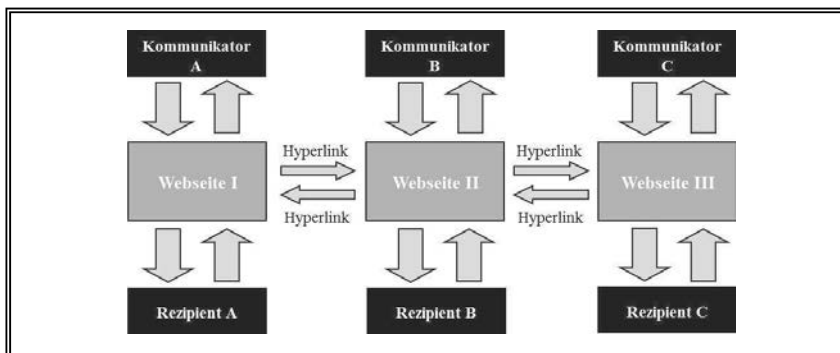 Kommunikator
A
Kommunikator
B
Kommunikator
C
Hyperlink
Hyperlink
Webseite I
Webseite II
Webseite III
Hyperlink
Hyperlink
Rezipient A
Rezipient B
Rezipient C